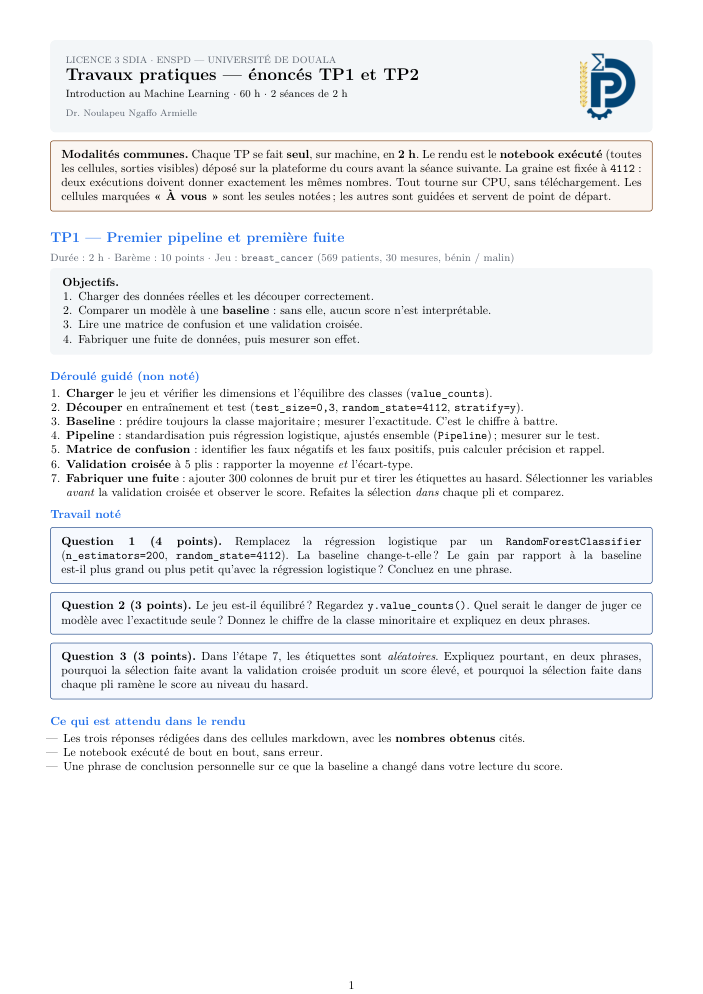 LICENCE 3 SDIA · ENSPD — UNIVERSITÉ DE DOUALA
Travaux pratiques — énoncés TP1 et TP2
Introduction au Machine Learning · 60 h · 2 séances de 2 h
Dr. Noulapeu Ngaffo Armielle
Modalités communes. Chaque TP se fait seul, sur machine, en 2 h. Le rendu est le notebook exécuté (toutes
les cellules, sorties visibles) déposé sur la plateforme du cours avant la séance suivante. La graine est fixée à 4112 :
deux exécutions doivent donner exactement les mêmes nombres. Tout tourne sur CPU, sans téléchargement. Les
cellules marquées « À vous » sont les seules notées ; les autres sont guidées et servent de point de départ.
TP1 — Premier pipeline et première fuite
Durée : 2 h · Barème : 10 points · Jeu : breast_cancer (569 patients, 30 mesures, bénin / malin)
Objectifs.
1. Charger des données réelles et les découper correctement.
2. Comparer un modèle à une baseline : sans elle, aucun score n'est interprétable.
3. Lire une matrice de confusion et une validation croisée.
4. Fabriquer une fuite de données, puis mesurer son effet.
Déroulé guidé (non noté)
1. Charger le jeu et vérifier les dimensions et l'équilibre des classes (value_counts).
2. Découper en entraînement et test (test_size=0,3, random_state=4112, stratify=y).
3. Baseline : prédire toujours la classe majoritaire ; mesurer l'exactitude. C'est le chiffre à battre.
4. Pipeline : standardisation puis régression logistique, ajustés ensemble (Pipeline) ; mesurer sur le test.
5. Matrice de confusion : identifier les faux négatifs et les faux positifs, puis calculer précision et rappel.
6. Validation croisée à 5 plis : rapporter la moyenne et l'écart-type.
7. Fabriquer une fuite : ajouter 300 colonnes de bruit pur et tirer les étiquettes au hasard. Sélectionner les variables
avant la validation croisée et observer le score. Refaites la sélection dans chaque pli et comparez.
Travail noté
Question 1 (4 points). Remplacez la régression logistique par un RandomForestClassifier
(n_estimators=200, random_state=4112). La baseline change-t-elle ? Le gain par rapport à la baseline
est-il plus grand ou plus petit qu'avec la régression logistique ? Concluez en une phrase.
Question 2 (3 points). Le jeu est-il équilibré ? Regardez y.value_counts(). Quel serait le danger de juger ce
modèle avec l'exactitude seule ? Donnez le chiffre de la classe minoritaire et expliquez en deux phrases.
Question 3 (3 points). Dans l'étape 7, les étiquettes sont aléatoires. Expliquez pourtant, en deux phrases,
pourquoi la sélection faite avant la validation croisée produit un score élevé, et pourquoi la sélection faite dans
chaque pli ramène le score au niveau du hasard.
Ce qui est attendu dans le rendu
— Les trois réponses rédigées dans des cellules markdown, avec les nombres obtenus cités.
— Le notebook exécuté de bout en bout, sans erreur.
— Une phrase de conclusion personnelle sur ce que la baseline a changé dans votre lecture du score.
1